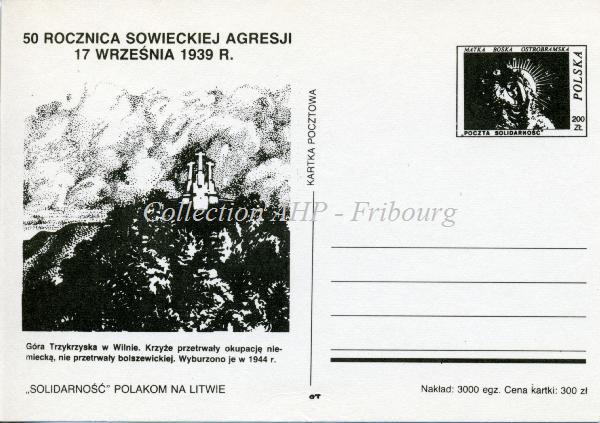 50 ROCZNICA SOWIECKIEJ AGRESJI
17 WRZEŚNIA 1939 R.
MATKA BOSKA OSTROBRAMSKA
POLSKA
200
ZŁ
„POCZTA SOLIDARNOŚĆ"
KARTKA POCZTOWA
Collection AHP - Fribourg
Góra Trzykrzyska w Wilnie. Krzyże przetrwały okupację nie-
miecką, nie przetrwały bolszewickiej. Wyburzono je w 1944 r.
„SOLIDARNOŚĆ" POLAKOM NA LITWIE
Nakład: 3000 egz. Cena kartki: 300 zł